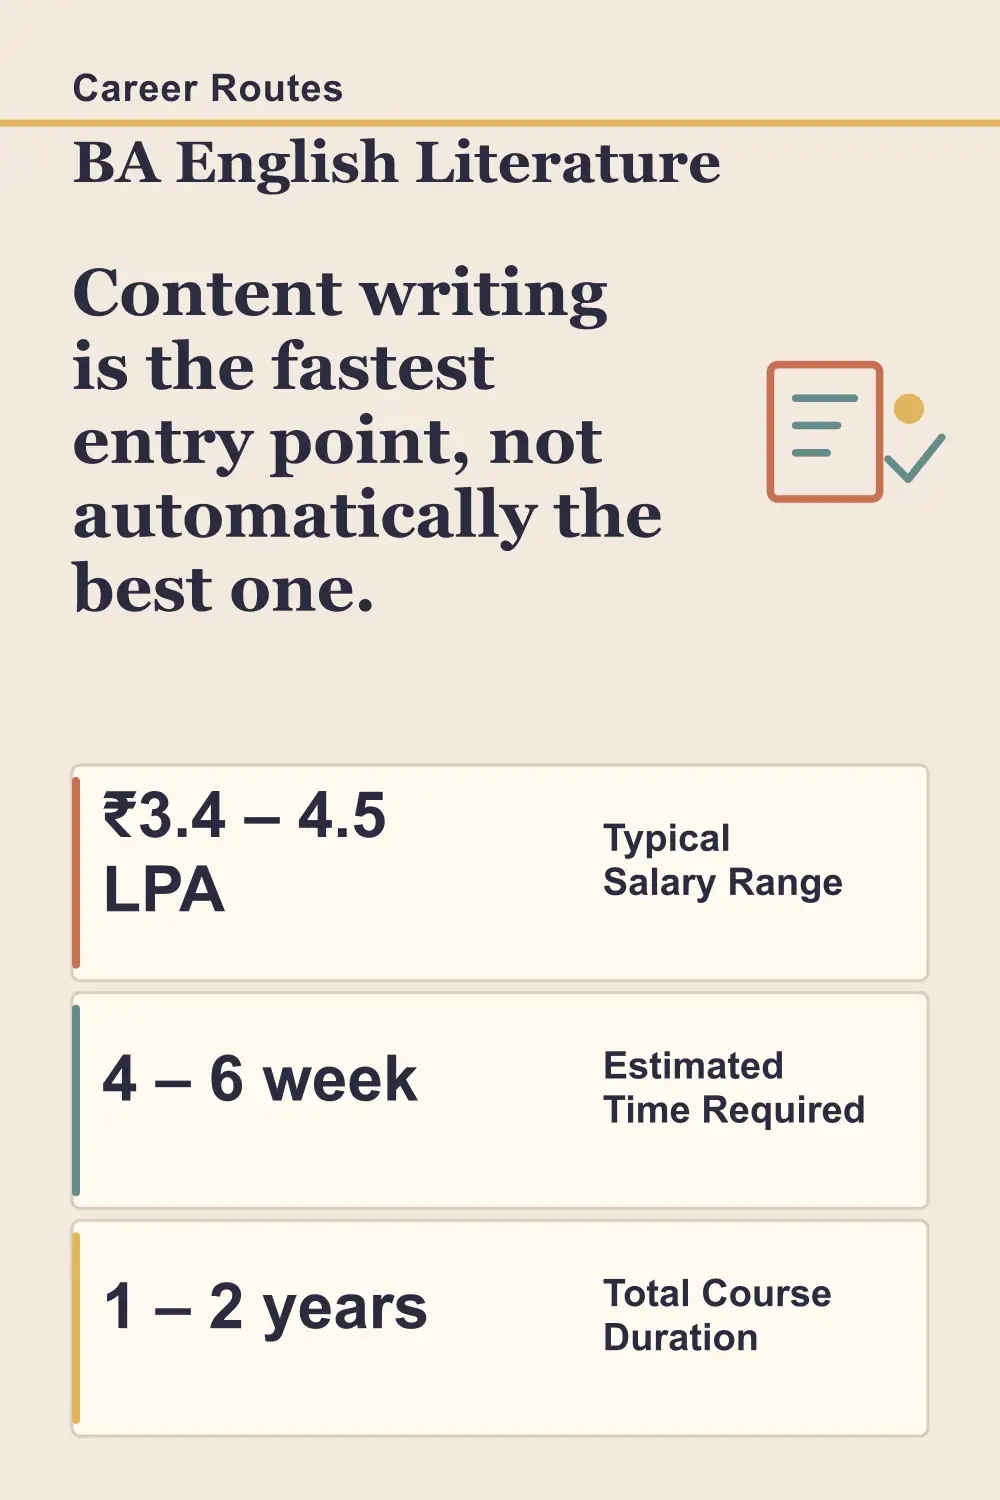 Career Routes
BA English Literature
Content writing
is the fastest
entry point, not
automatically the
best one.
₹3.4 – 4.5
LPA
Typical
Salary Range
4 – 6 week
Estimated
Time Required
1 – 2 years
Total Course
Duration